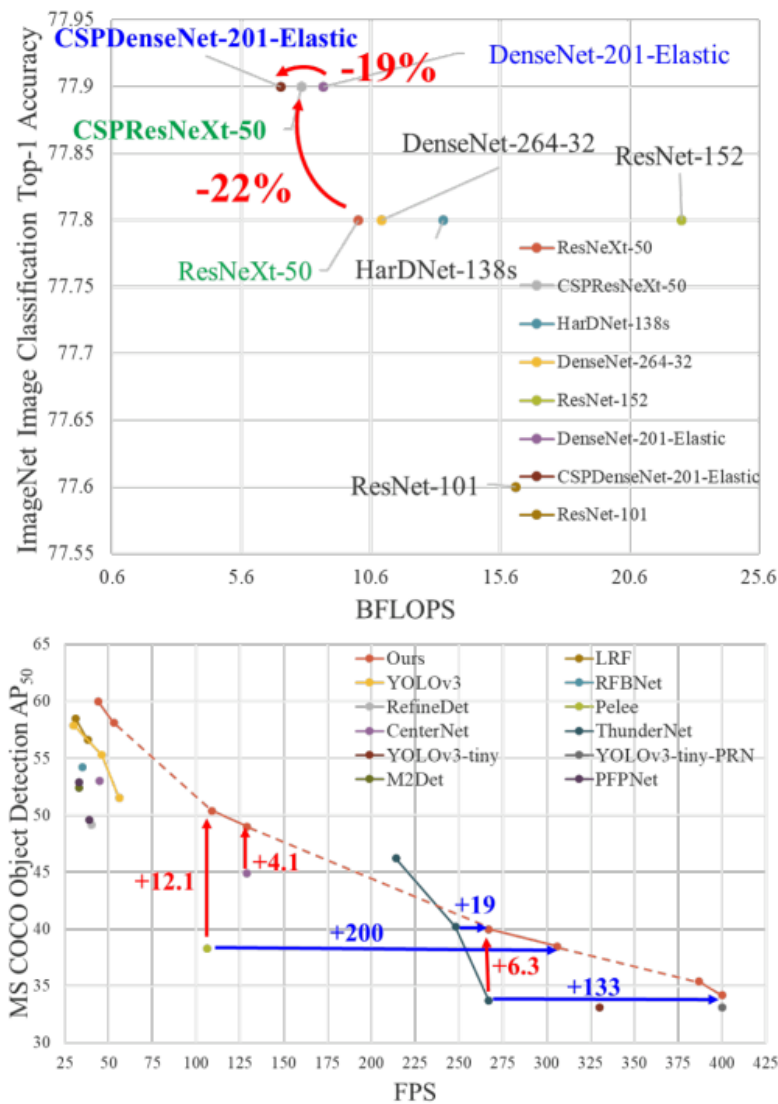 77.95
CSPDenseNet-201-Elastic
-19%
DenseNet-201-Elastic
77.9
CSPResNeXt-50
77.85
DenseNet-264-32
ResNet-152
-22%
77.8
ResNeXt-50
HarDNet-138s
77.75
77.7
77.65
77.6
77.55
ResNet-101
ResNeXt-50
CSPResNeXt-50
HarDNet-138s
DenseNet-264-32
ResNet-152
DenseNet-201-Elastic
CSPDenseNet-201-Elastic
ResNet-101
ImageNet Image Classification Top-1 Accuracy
0.6 5.6 10.6 15.6 20.6 25.6
BFLOPS
65
60
55
50
45
40
35
30
MS COCO Object Detection AP50
Ours LRF
YOLOv3 RFBNet
RefineDet Pelee
CenterNet ThunderNet
YOLOv3-tiny YOLOv3-tiny-PRN
M2Det PFPNet
+12.1
+4.1
+19
+200
+6.3
+133
25 50 75 100 125 150 175 200 225 250 275 300 325 350 375 400 425
FPS